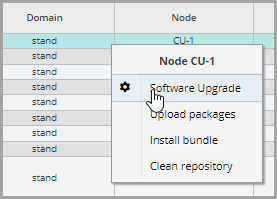 Domain Node
stand CU-1
stand
stand
stand
stand
stand
stand
stand
stand
stand
Node CU-1
Software Upgrade
Upload packages
Install bundle
Clean repository